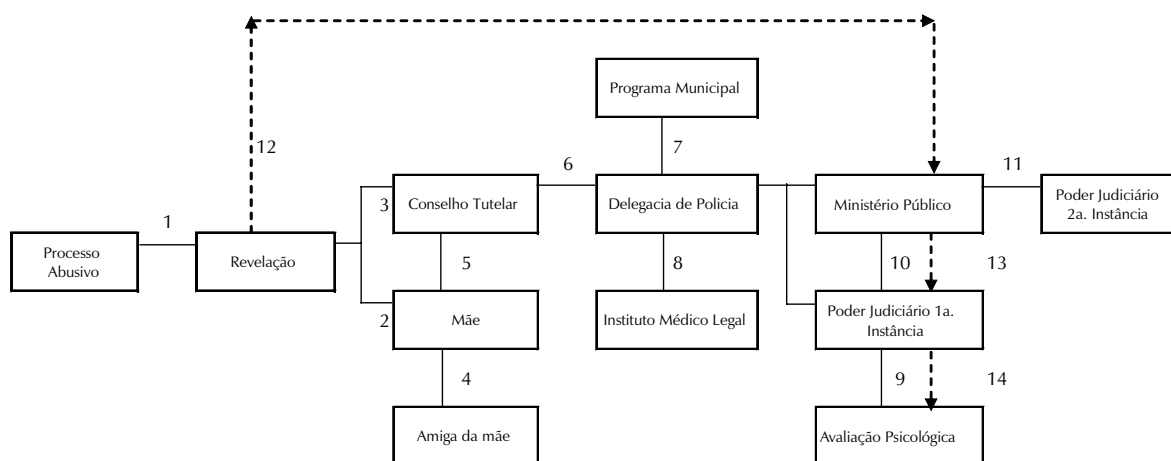 Programa Municipal
12
7
6
11
3
Conselho Tutelar
Delegacia de Policia
Ministério Público
Poder Judiciário
2a. Instância
1
Processo
Abusivo
Revelação
5
8
10
13
2
Mãe
Instituto Médico Legal
Poder Judiciário 1a.
Instância
4
9
14
Amiga da mãe
Avaliação Psicológica